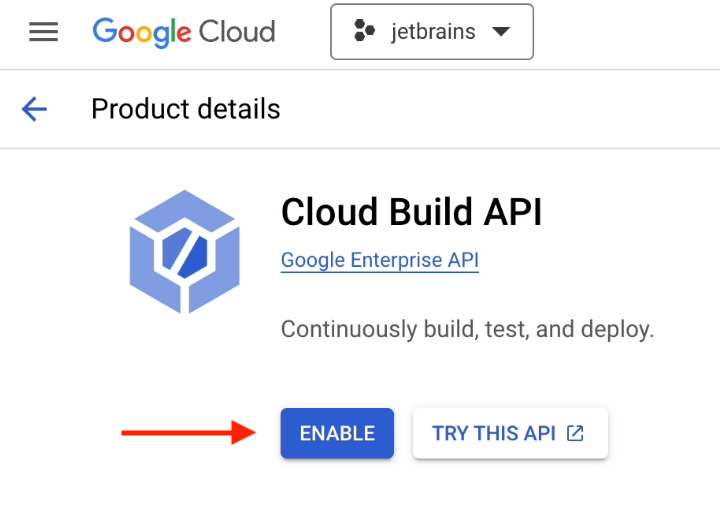 Google Cloud
jetbrains
Product details
Cloud Build API
Google Enterprise API
Continuously build, test, and deploy.
ENABLE
TRY THIS API